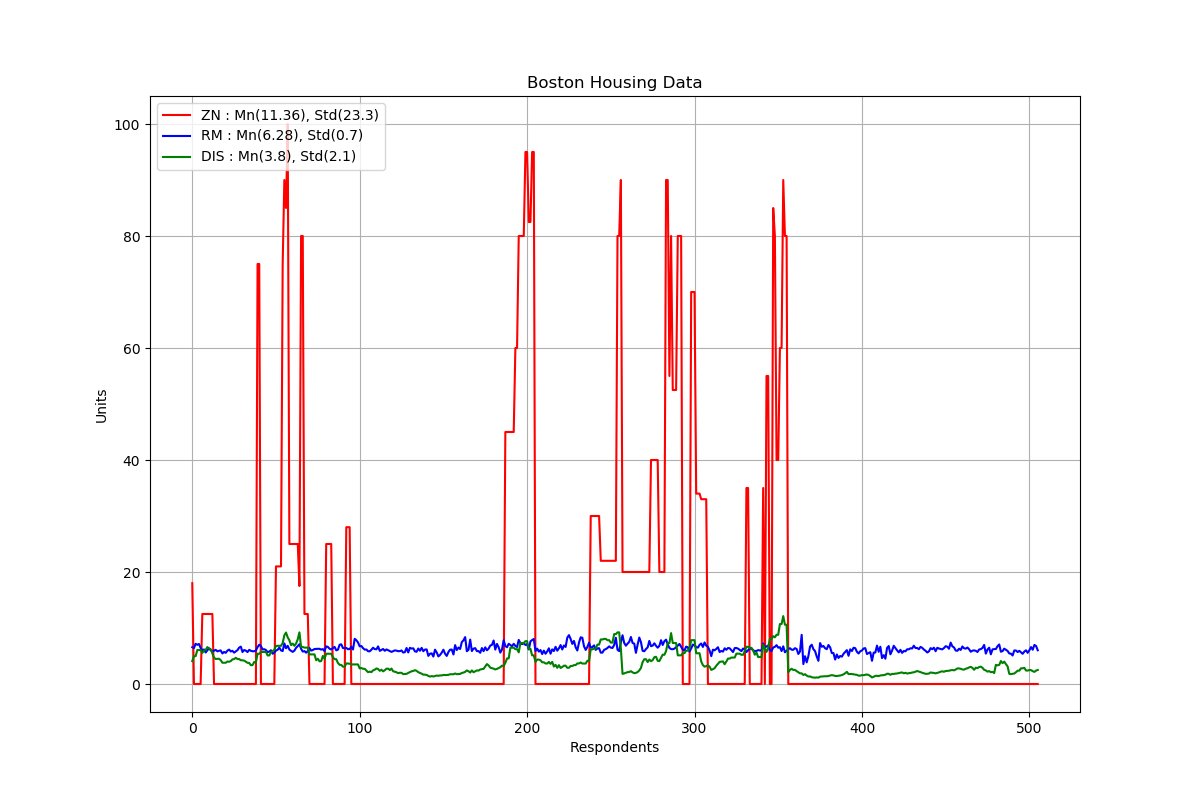 Boston Housing Data
ZN : Mn(11.36), Std(23.3)
RM : Mn(6.28), Std(0.7)
DIS : Mn(3.8), Std(2.1)
100
80
60
40
20
0
Units
0 100 200 300 400 500
Respondents